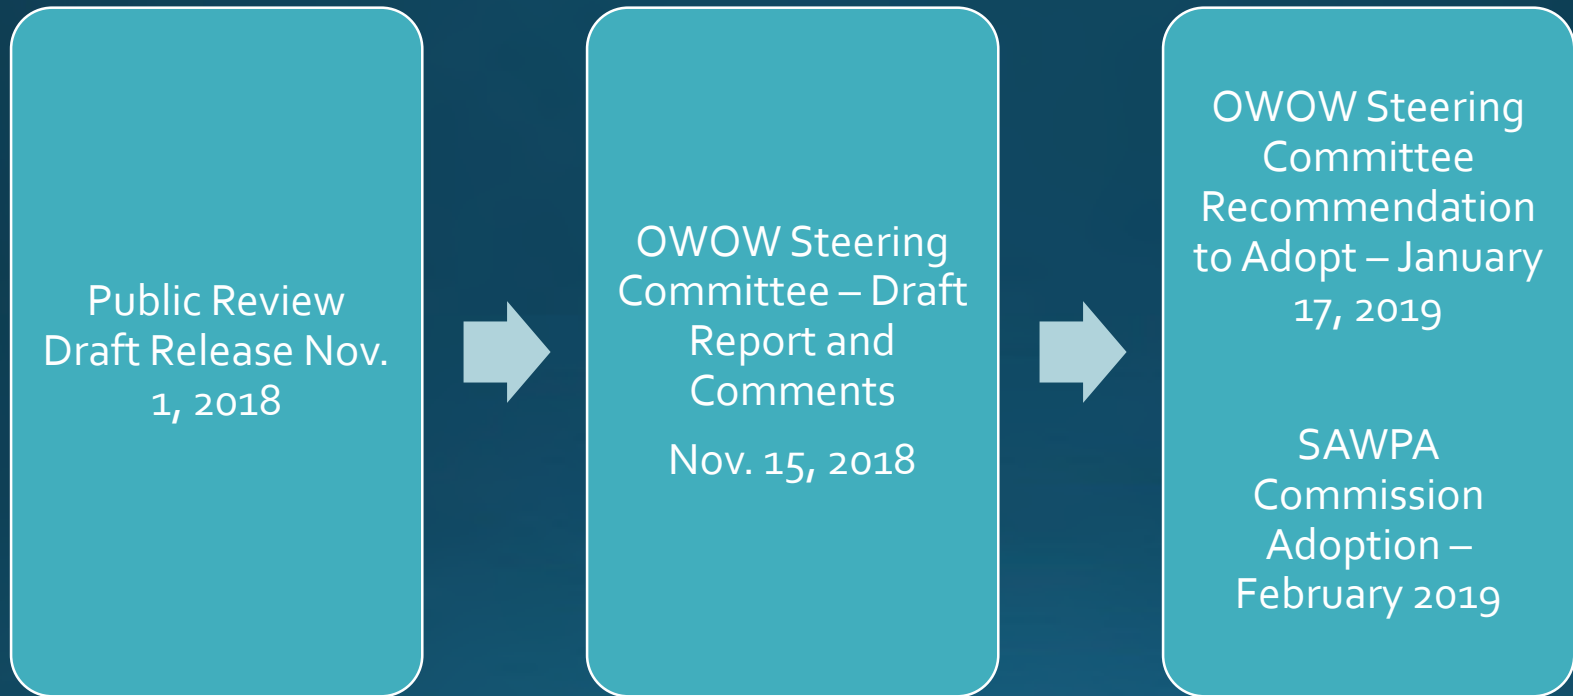 Public Review
Draft Release Nov.
1, 2018
OWOW Steering
Committee – Draft
Report and
Comments
Nov. 15, 2018
OWOW Steering
Committee
Recommendation
to Adopt – January
17, 2019
SAWPA
Commission
Adoption –
February 2019